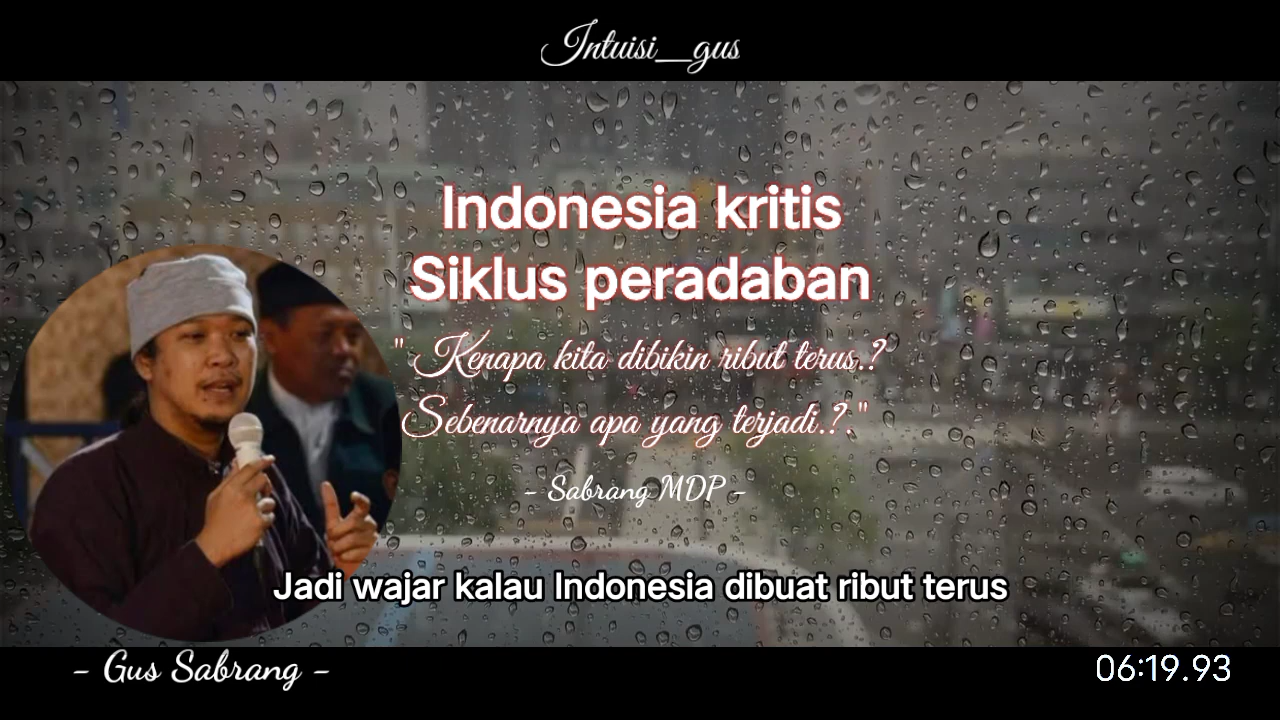 Intuisi__gus
Indonesia kritis
Siklus peradaban
" Kenapa kita dibikin ribut terus.?
Sebenarnya apa yang terjadi.?."
- Sabrang MDP -
Jadi wajar kalau Indonesia dibuat ribut terus
- Gus Sabrang -
06:19.93